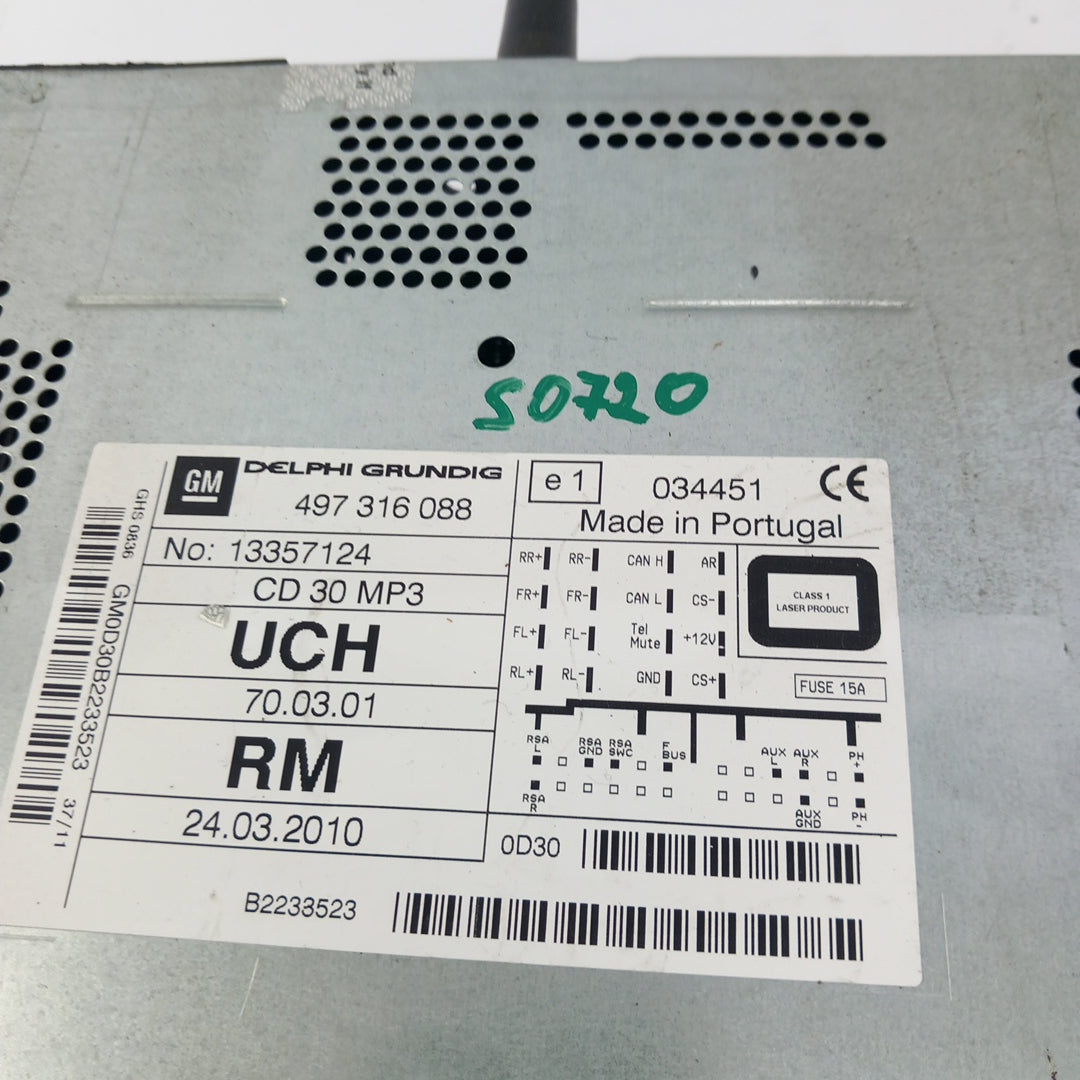 S0720
GHS 0836 GM0D30B2233523 37/11
GM DELPHI GRUNDIG
497 316 088
No: 13357124
CD 30 MP3
UCH
70.03.01
RM
24.03.2010
e 1 034451 CE
Made in Portugal
RR+ RR- CAN H AR
FR+ FR- CAN L CS-
FL+ FL- Tel Mute +12V
RL+ RL- GND CS+
CLASS 1
LASER PRODUCT
FUSE 15A
RSA L RSA GND RSA SWC F BUS AUX L AUX R PH +
RSA R AUX GND PH -
0D30
B2233523